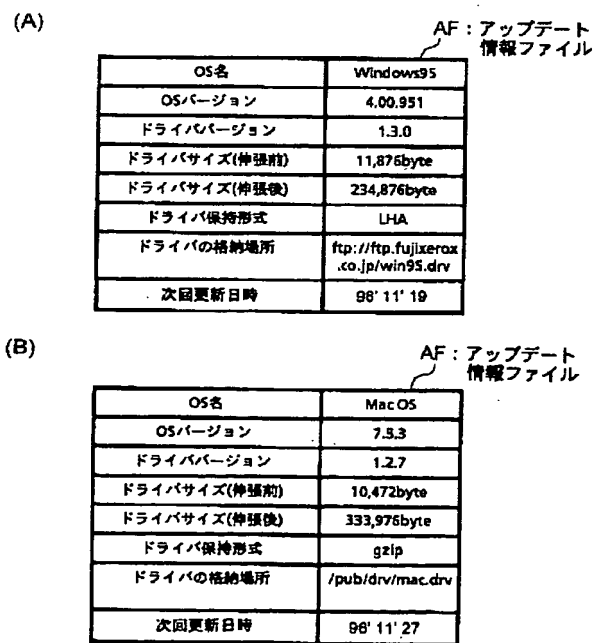 (A)
AF：アップデート
情報ファイル
OS名 Windows95
OSバージョン 4.00.951
ドライババージョン 1.3.0
ドライバサイズ(伸張前) 11,876byte
ドライバサイズ(伸張後) 234,876byte
ドライバ保持形式 LHA
ドライバの格納場所 ftp://ftp.fujixerox
.co.jp/win95.drv
次回更新日時 96' 11' 19
(B)
AF：アップデート
情報ファイル
OS名 Mac OS
OSバージョン 7.5.3
ドライババージョン 1.2.7
ドライバサイズ(伸張前) 10,472byte
ドライバサイズ(伸張後) 333,976byte
ドライバ保持形式 gzip
ドライバの格納場所 /pub/drv/mac.drv
次回更新日時 96' 11' 27